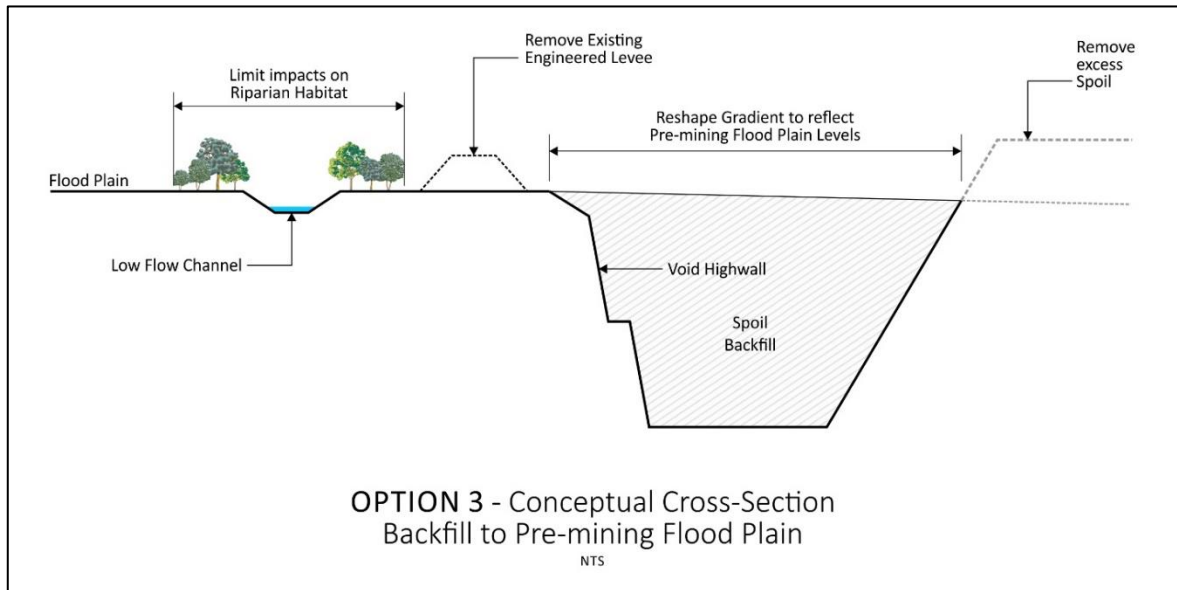 Remove Existing
Engineered Levee
Remove
excess
Spoil
Limit impacts on
Riparian Habitat
Reshape Gradient to reflect
Pre-mining Flood Plain Levels
Flood Plain
Low Flow Channel
Void Highwall
Spoil
Backfill
OPTION 3 - Conceptual Cross-Section
Backfill to Pre-mining Flood Plain
NTS